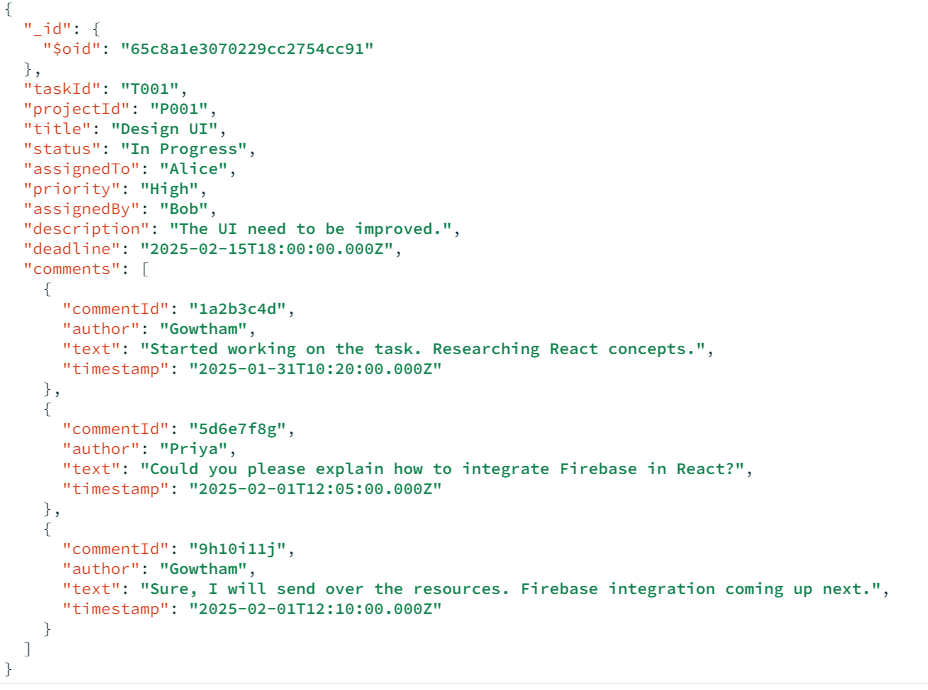 {
  "_id": {
    "$oid": "65c8a1e3070229cc2754cc91"
  },
  "taskId": "T001",
  "projectId": "P001",
  "title": "Design UI",
  "status": "In Progress",
  "assignedTo": "Alice",
  "priority": "High",
  "assignedBy": "Bob",
  "description": "The UI need to be improved.",
  "deadline": "2025-02-15T18:00:00.000Z",
  "comments": [
    {
      "commentId": "1a2b3c4d",
      "author": "Gowtham",
      "text": "Started working on the task. Researching React concepts.",
      "timestamp": "2025-01-31T10:20:00.000Z"
    },
    {
      "commentId": "5d6e7f8g",
      "author": "Priya",
      "text": "Could you please explain how to integrate Firebase in React?",
      "timestamp": "2025-02-01T12:05:00.000Z"
    },
    {
      "commentId": "9h10i11j",
      "author": "Gowtham",
      "text": "Sure, I will send over the resources. Firebase integration coming up next.",
      "timestamp": "2025-02-01T12:10:00.000Z"
    }
  ]
}